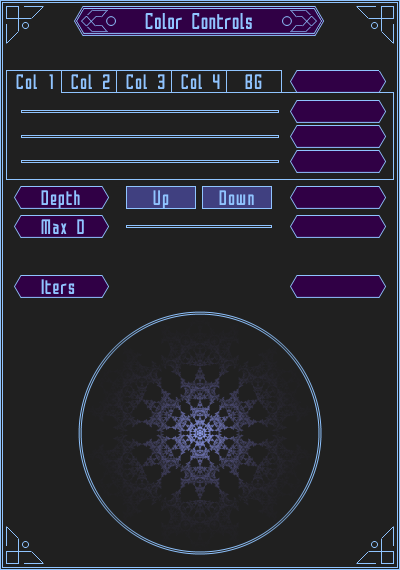 Color Controls
Col 1 Col 2 Col 3 Col 4 BG
Depth Up Down
Max D
Iters